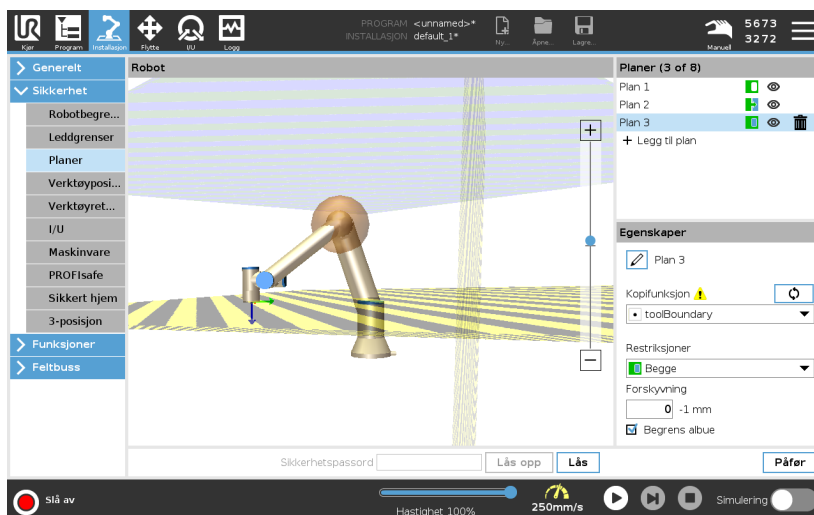 PROGRAM <unnamed>*
INSTALLASJON default_1*
Kjør
Program
Installasjon
Flytte
I/U
Logg
Ny...
Åpne...
Lagre...
Manuell
5673
3272
Generelt
Sikkerhet
Robotbegre...
Leddgrenser
Planer
Verktøyposi...
Verktøyret...
I/U
Maskinvare
PROFIsafe
Sikkert hjem
3-posisjon
Funksjoner
Feltbuss
Robot
Planer (3 of 8)
Plan 1
Plan 2
Plan 3
+ Legg til plan
Egenskaper
Plan 3
Kopifunksjon
toolBoundary
Restriksjoner
Begge
Forskyvning
0 -1 mm
Begrens albue
Sikkerhetspassord
Lås opp
Lås
Påfør
Slå av
Hastighet 100%
250mm/s
Simulering